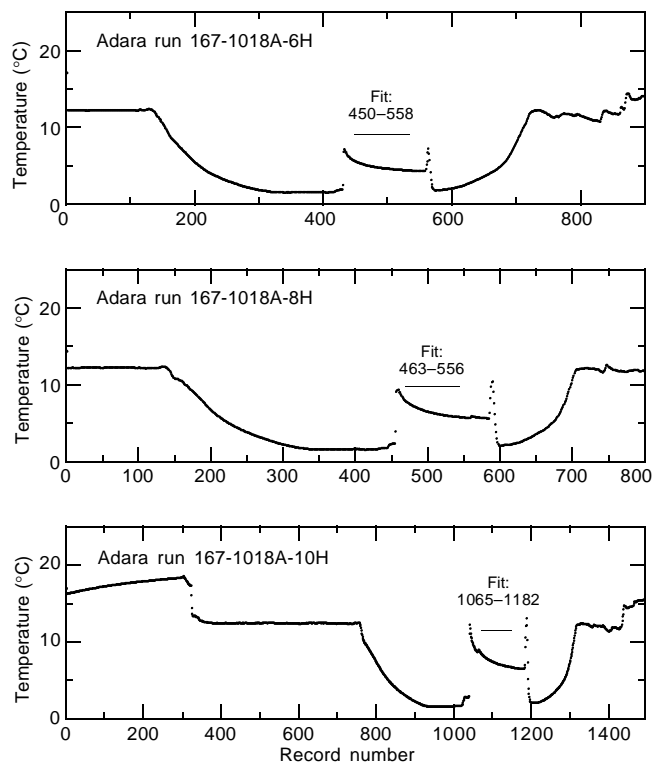 Adara run 167-1018A-6H
Fit:
450–558
Temperature (°C)
20
10
0
0 200 400 600 800
Adara run 167-1018A-8H
Fit:
463–556
Temperature (°C)
20
10
0
0 100 200 300 400 500 600 700 800
Adara run 167-1018A-10H
Fit:
1065–1182
Temperature (°C)
20
10
0
0 200 400 600 800 1000 1200 1400
Record number